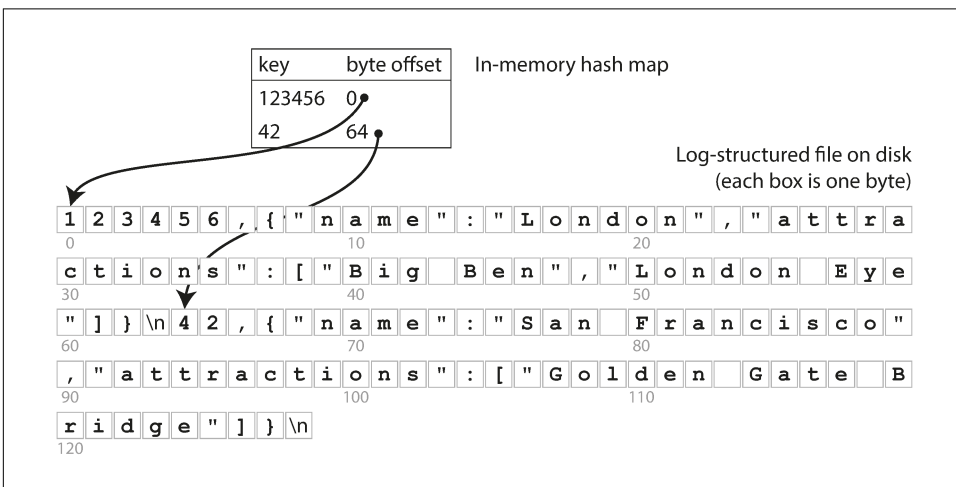 key byte offset In-memory hash map
123456 0
42 64
Log-structured file on disk
(each box is one byte)
123456,{"name":"London","attra
0 10 20
ctions":["Big Ben","London Eye
30 40 50
"]}\n42,{"name":"San Francisco"
60 70 80
,"attractions":["Golden Gate B
90 100 110
ridge"]}\n
120